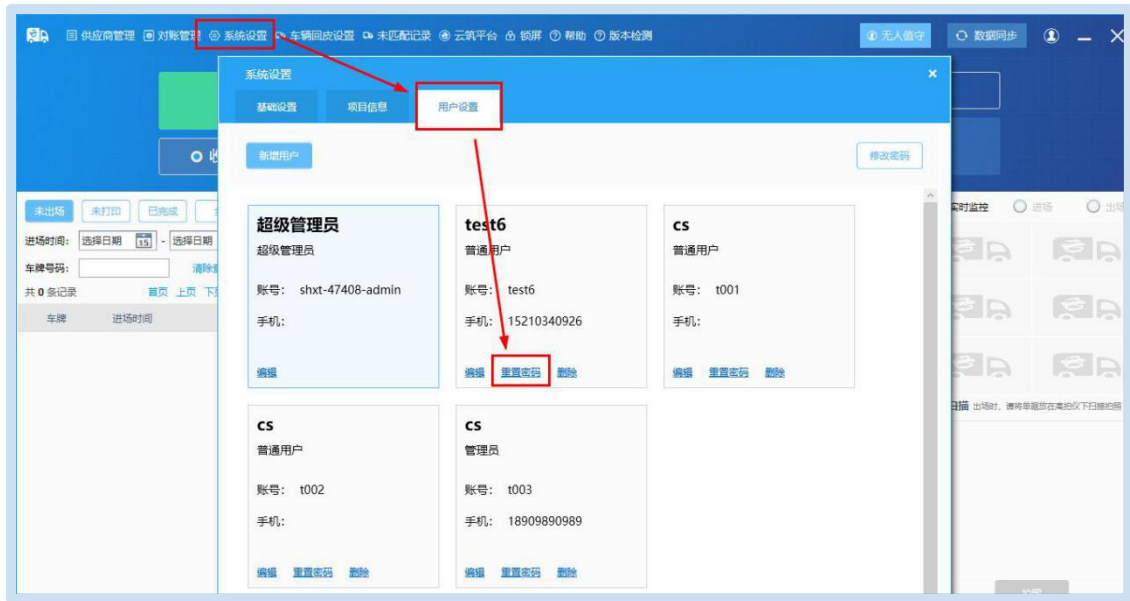 供应商管理 对账管理 系统设置 车辆回皮设置 未匹配记录 云筑平台 锁屏 帮助 版本检测 无人值守 数据同步
系统设置
基础设置 项目信息 用户设置
新增用户 修改密码
未出场 未打印 已完成
进场时间: 选择日期 15 - 选择日期
车牌号码: 清除
共 0 条记录 首页 上页 下
车牌 进场时间
超级管理员
超级管理员
账号: shxt-47408-admin
手机:
编辑
test6
普通用户
账号: test6
手机: 15210340926
编辑 重置密码 删除
cs
普通用户
账号: t001
手机:
编辑 重置密码 删除
cs
普通用户
账号: t002
手机:
编辑 重置密码 删除
cs
管理员
账号: t003
手机: 18909890989
编辑 重置密码 删除
实时监控 进场 出场
扫描 出场时, 请将单据放在高拍仪下扫描拍照